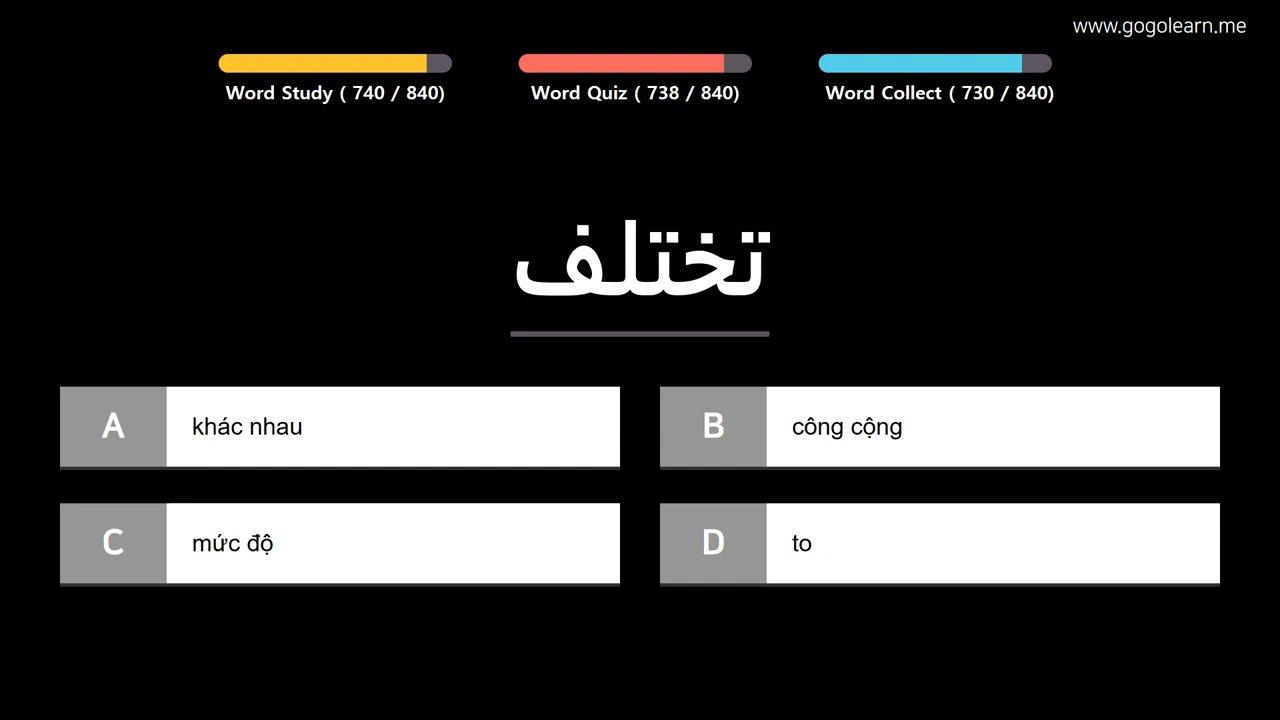 www.gogolearn.me
Word Study ( 740 / 840)
Word Quiz ( 738 / 840)
Word Collect ( 730 / 840)
تختلف
A khác nhau
B công cộng
C mức độ
D to